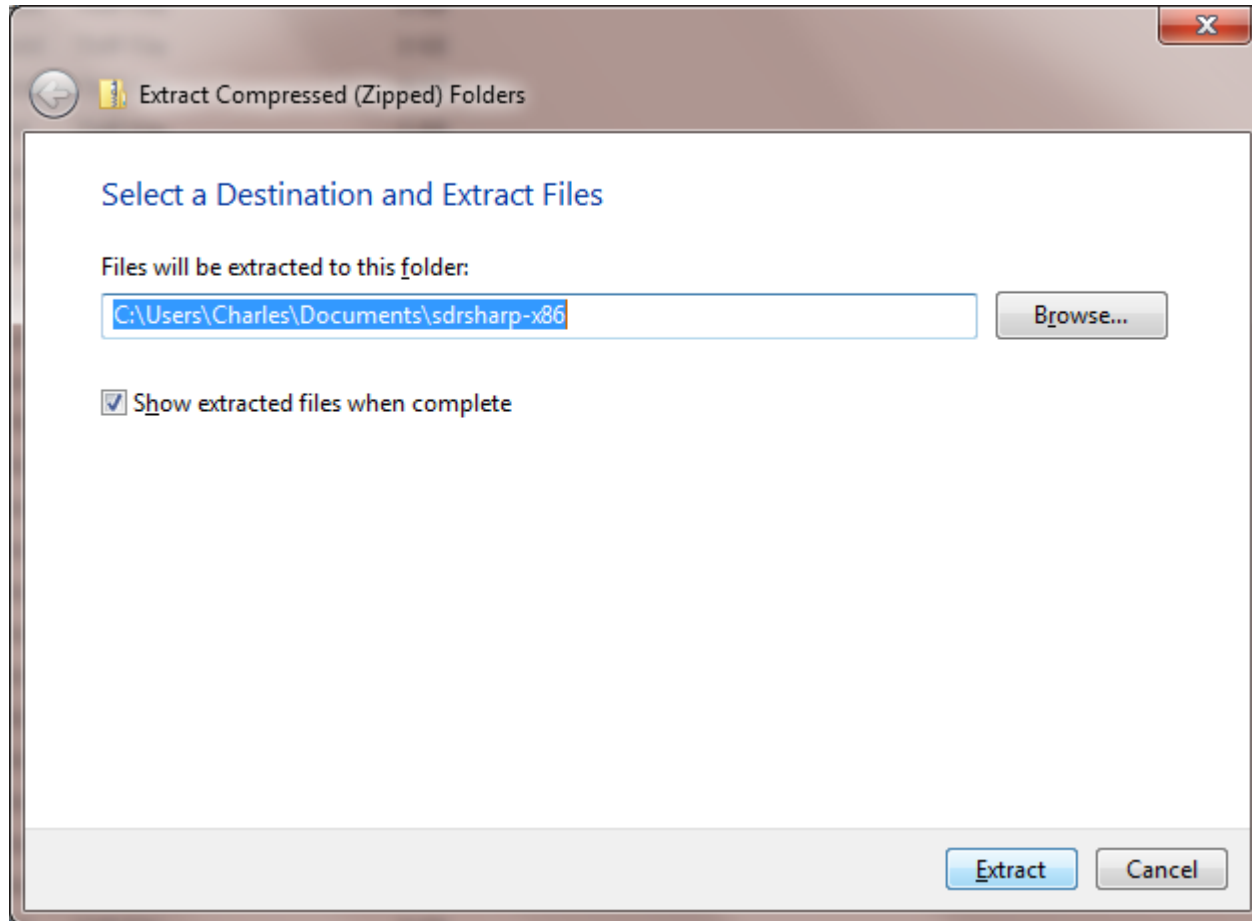 Extract Compressed (Zipped) Folders
Select a Destination and Extract Files
Files will be extracted to this folder:
C:\Users\Charles\Documents\sdrsharp-x86
Browse...
Show extracted files when complete
Extract
Cancel